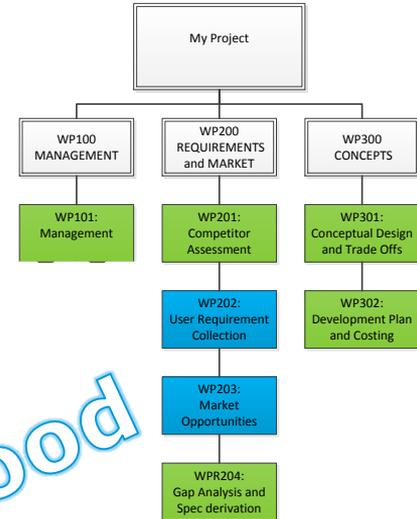 My Project
WP100
MANAGEMENT
WP200
REQUIREMENTS
and MARKET
WP300
CONCEPTS
WP101:
Management
WP201:
Competitor
Assessment
WP301:
Conceptual Design
and Trade Offs
WP202:
User Requirement
Collection
WP302:
Development Plan
and Costing
WP203:
Market
Opportunities
WPR204:
Gap Analysis and
Spec derivation
ood